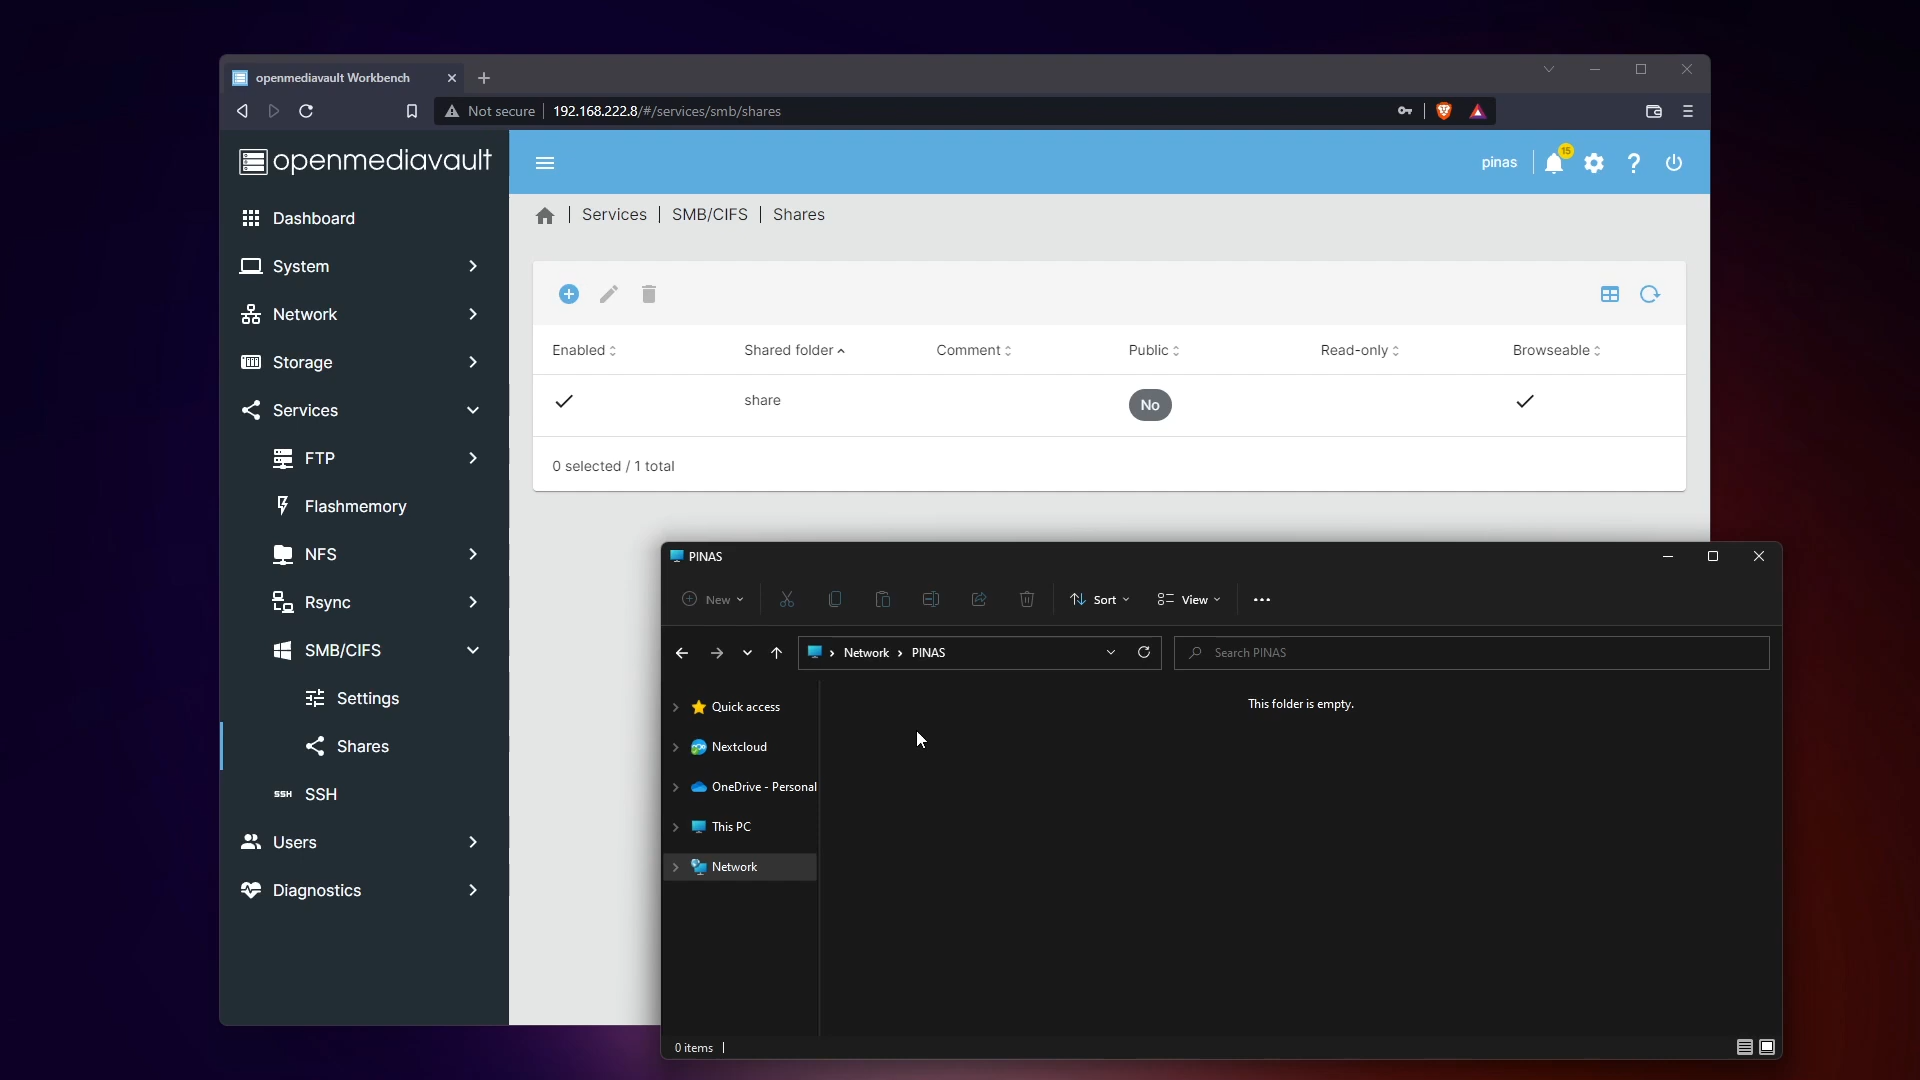 openmediavault Workbench
Not secure 192.168.222.8/#/services/smb/shares
openmediavault
pinas
15
Dashboard
System
Network
Storage
Services
FTP
Flashmemory
NFS
Rsync
SMB/CIFS
Settings
Shares
SSH
SSH
Users
Diagnostics
Services | SMB/CIFS | Shares
Enabled Shared folder Comment Public Read-only Browseable
share No
0 selected / 1 total
PINAS
New Sort View
Network > PINAS
Search PINAS
Quick access
Nextcloud
OneDrive - Personal
This PC
Network
This folder is empty.
0 items